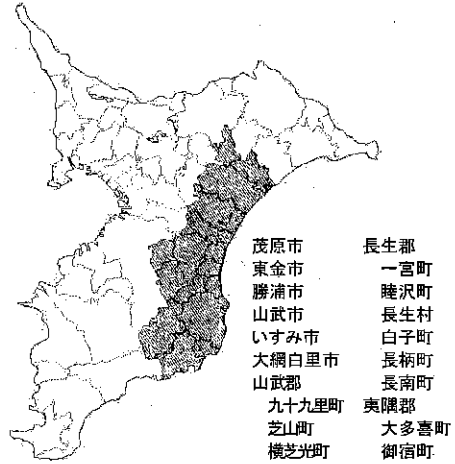 茂原市
東金市
勝浦市
山武市
いすみ市
大網白里市
山武郡
九十九里町
芝山町
横芝光町
長生郡
一宮町
睦沢町
長生村
白子町
長柄町
長南町
夷隅郡
大多喜町
御宿町